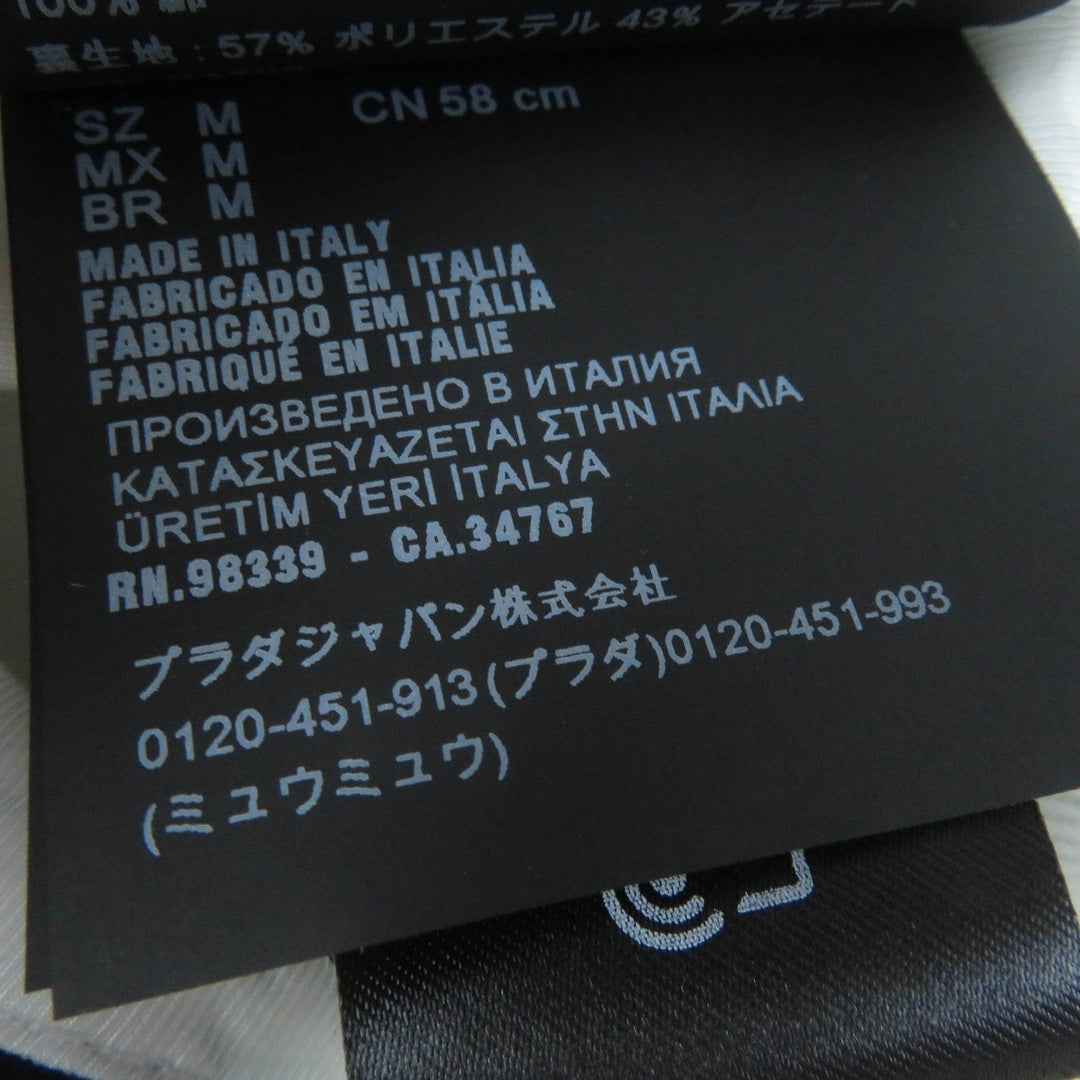 100% 綿
裏生地 : 57% ポリエステル 43% アセテート
SZ M CN 58 cm
MX M
BR M
MADE IN ITALY
FABRICADO EN ITALIA
FABRICADO EM ITÁLIA
FABRIQUÉ EN ITALIE
ПРОИЗВЕДЕНО В ИТАЛИЯ
ΚΑΤΑΣΚΕΥΑΖΕΤΑΙ ΣΤΗΝ ΙΤΑΛΙΑ
ÜRETİM YERİ İTALYA
RN.98339 - CA.34767
プラダジャパン株式会社
0120-451-913(プラダ)0120-451-993
(ミュウミュウ)